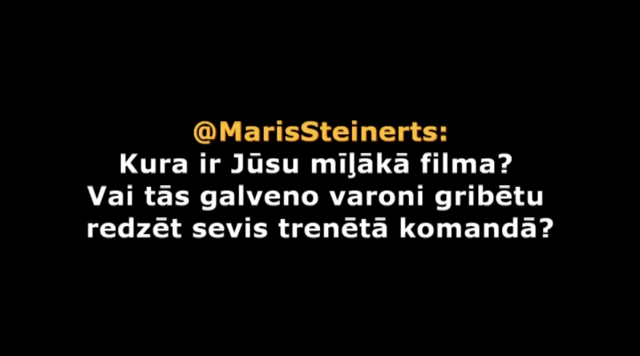 @MarisSteinerts:
Kura ir Jūsu mīļākā filma?
Vai tās galveno varoni gribētu
redzēt sevis trenētā komandā?